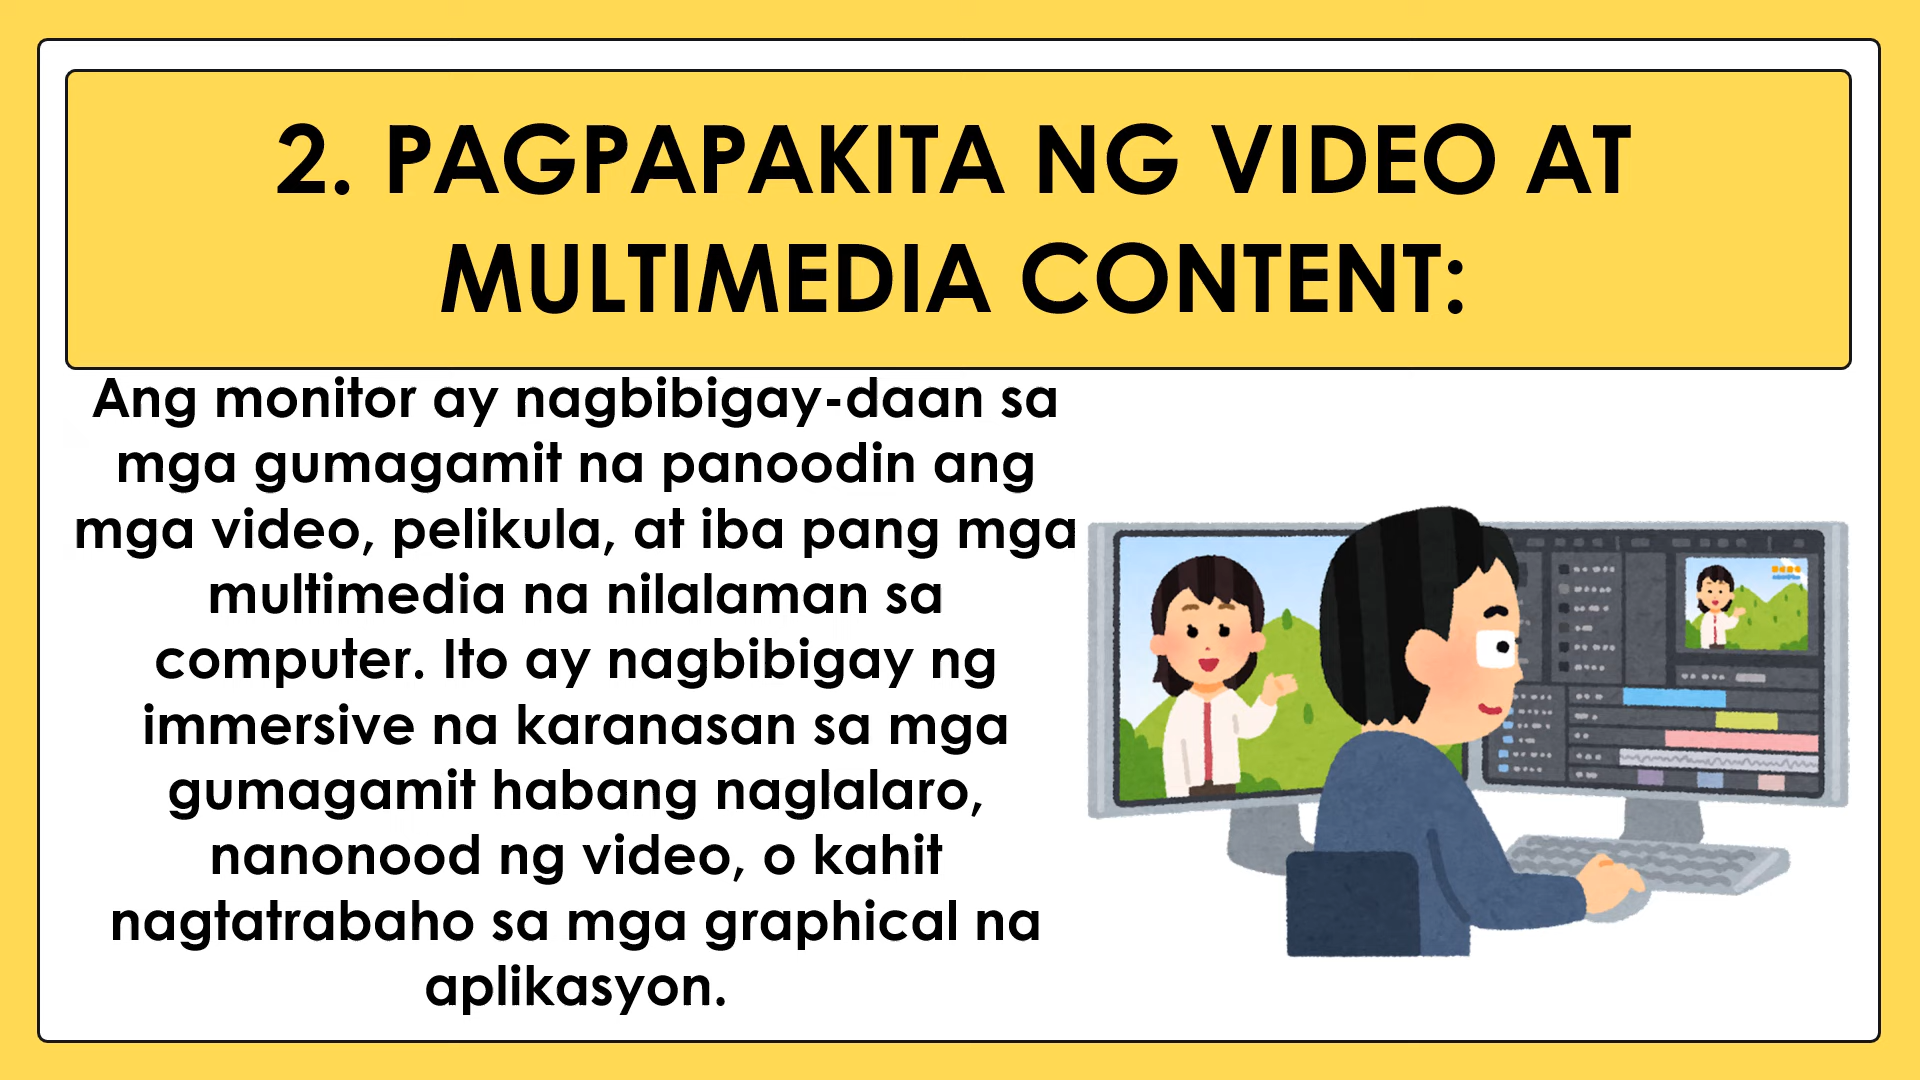 2. PAGPAPAKITA NG VIDEO AT
MULTIMEDIA CONTENT:
Ang monitor ay nagbibigay-daan sa
mga gumagamit na panoodin ang
mga video, pelikula, at iba pang mga
multimedia na nilalaman sa
computer. Ito ay nagbibigay ng
immersive na karanasan sa mga
gumagamit habang naglalaro,
nanonood ng video, o kahit
nagtatrabaho sa mga graphical na
aplikasyon.